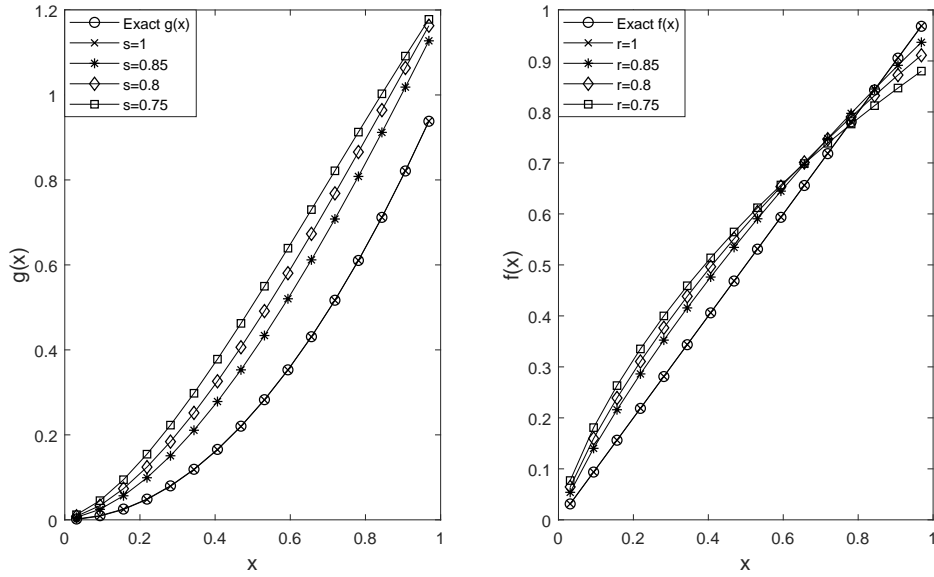 Exact g(x)
s=1
s=0.85
s=0.8
s=0.75
1.2
1
0.8
0.6
0.4
0.2
0
g(x)
0 0.2 0.4 0.6 0.8 1
x
Exact f(x)
r=1
r=0.85
r=0.8
r=0.75
1
0.9
0.8
0.7
0.6
0.5
0.4
0.3
0.2
0.1
0
f(x)
0 0.2 0.4 0.6 0.8 1
x